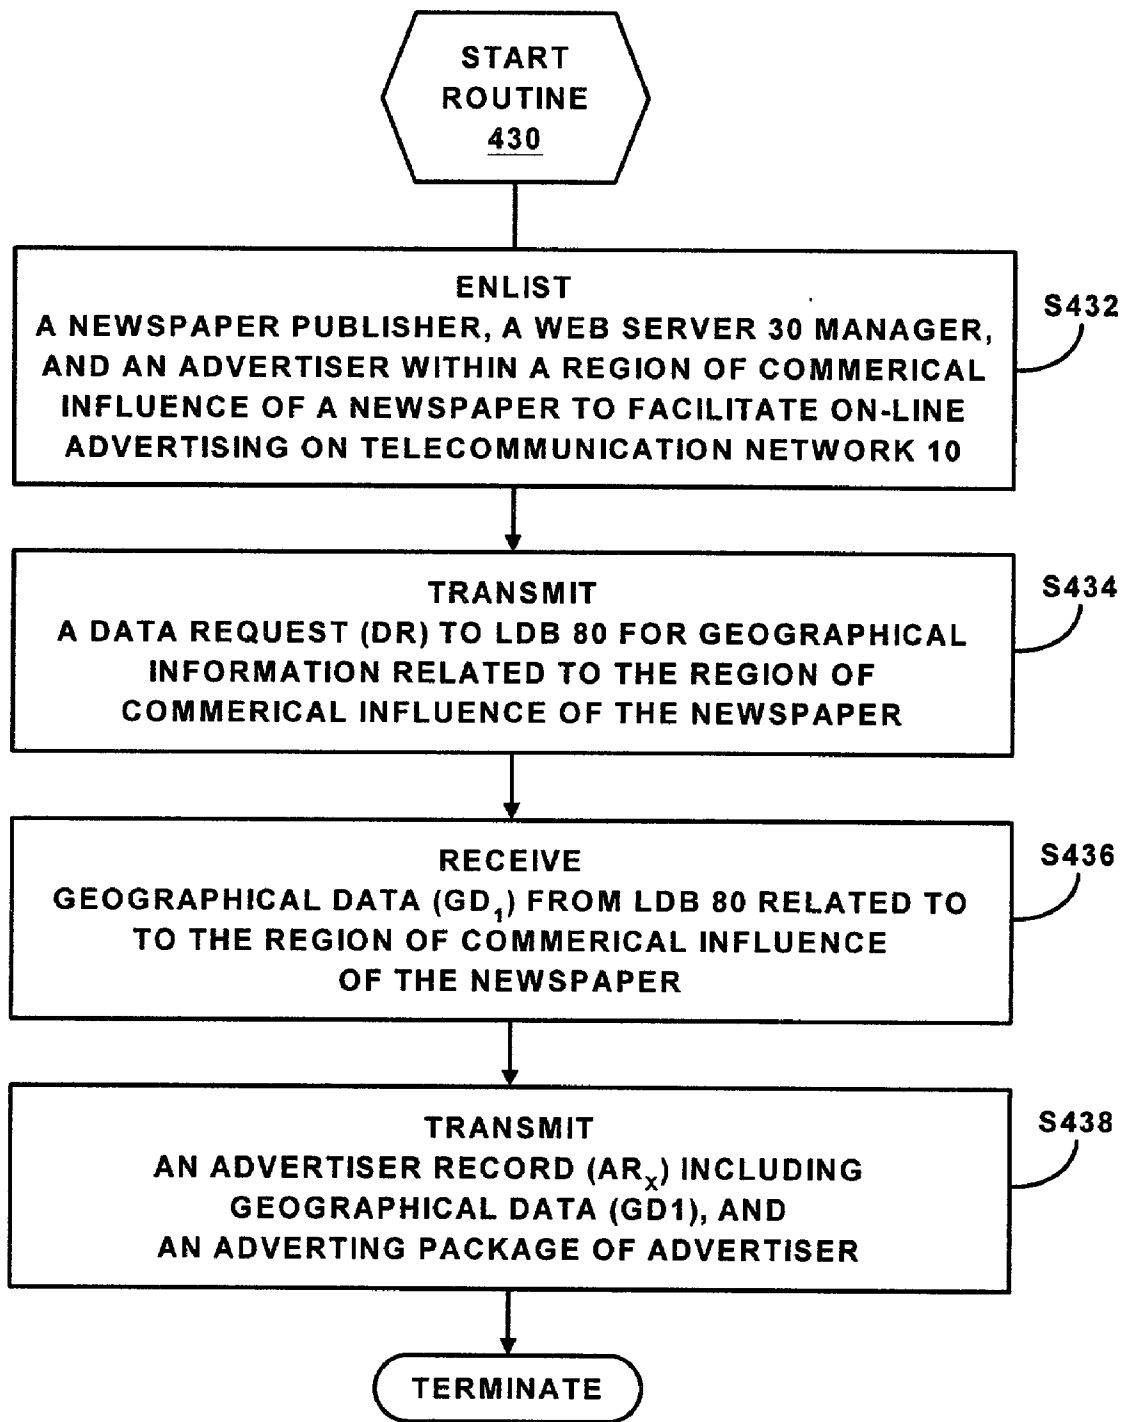 START
ROUTINE
430
ENLIST
A NEWSPAPER PUBLISHER, A WEB SERVER 30 MANAGER,
AND AN ADVERTISER WITHIN A REGION OF COMMERICAL
INFLUENCE OF A NEWSPAPER TO FACILITATE ON-LINE
ADVERTISING ON TELECOMMUNICATION NETWORK 10
S432
TRANSMIT
A DATA REQUEST (DR) TO LDB 80 FOR GEOGRAPHICAL
INFORMATION RELATED TO THE REGION OF
COMMERICAL INFLUENCE OF THE NEWSPAPER
S434
RECEIVE
GEOGRAPHICAL DATA (GD₁) FROM LDB 80 RELATED TO
TO THE REGION OF COMMERICAL INFLUENCE
OF THE NEWSPAPER
S436
TRANSMIT
AN ADVERTISER RECORD (ARₓ) INCLUDING
GEOGRAPHICAL DATA (GD1), AND
AN ADVERTING PACKAGE OF ADVERTISER
S438
TERMINATE